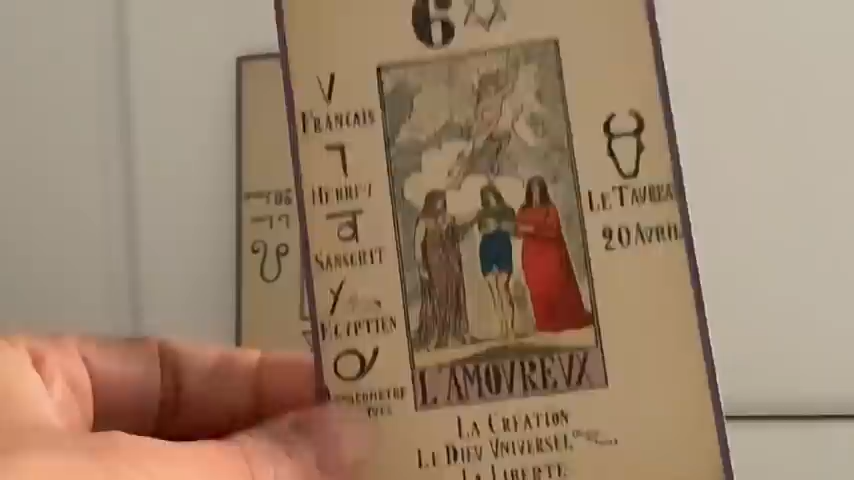 6
FRANÇAIS
HÉBREU
SANSCRIT
ÉGYPTIEN
LE TAUREAU
20 AVRIL
L'AMOVREVX
LA CRÉATION
LE DIEU UNIVERSEL
LA LIBERTÉ